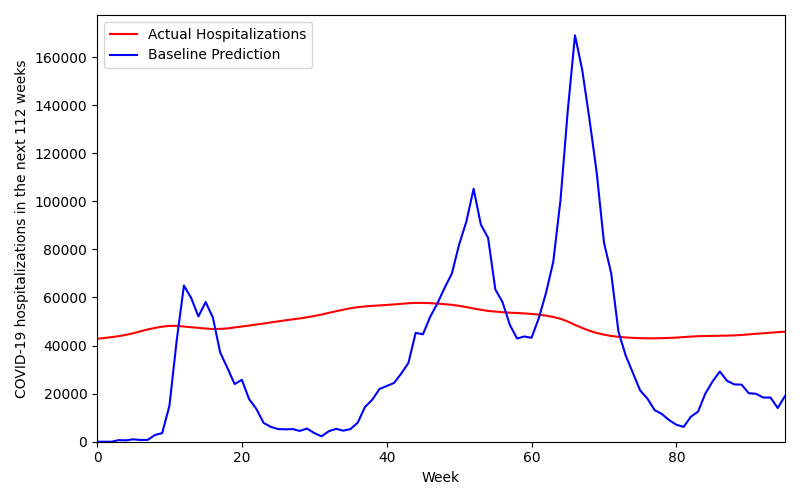 Actual Hospitalizations
Baseline Prediction
COVID-19 hospitalizations in the next 112 weeks
160000
140000
120000
100000
80000
60000
40000
20000
0
0 20 40 60 80
Week